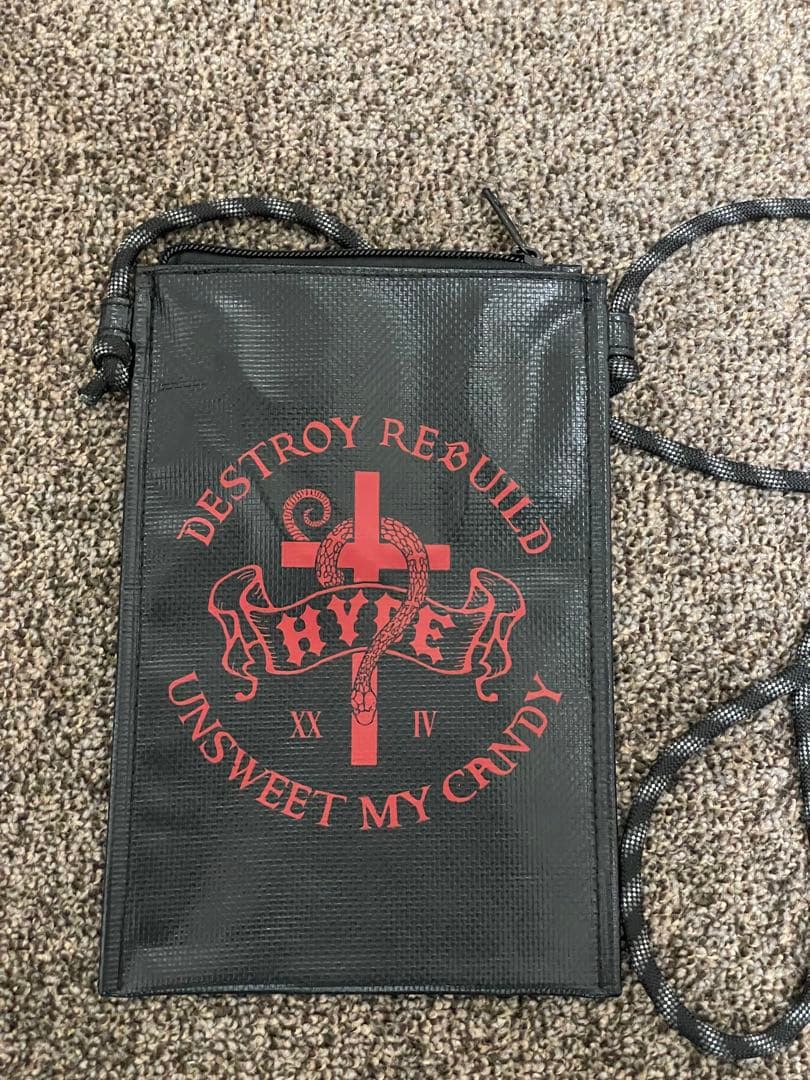 DESTROY REBUILD
HYPE
XX IV
UNSWEET MY CANDY